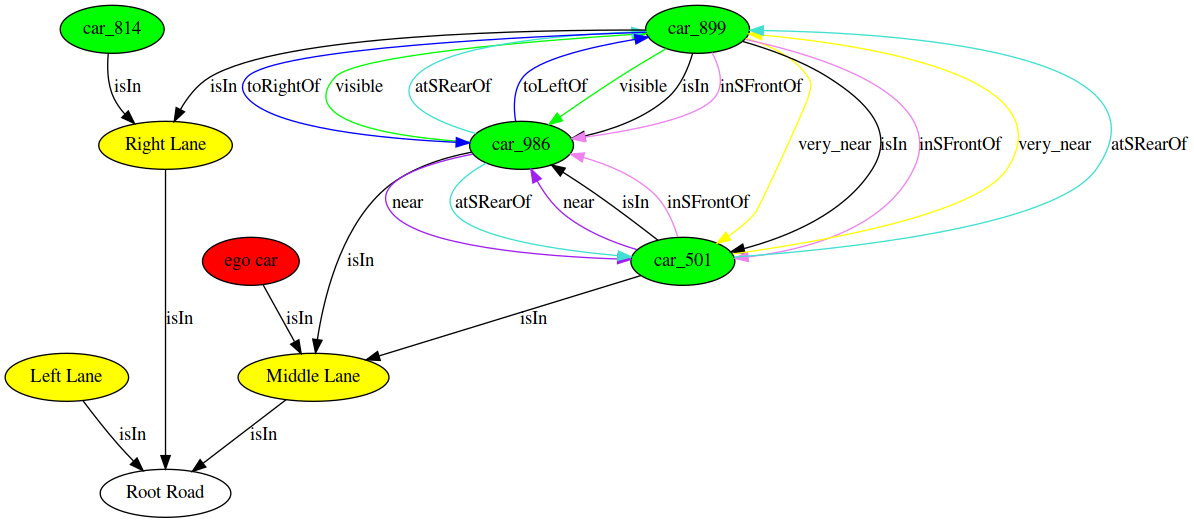 car_814
car_899
isIn
isIn
toRightOf
visible
atSRearOf
toLeftOf
visible
isIn
inSFrontOf
Right Lane
car_986
very_near
isIn
inSFrontOf
very_near
atSRearOf
near
atSRearOf
near
isIn
inSFrontOf
ego car
isIn
car_501
isIn
isIn
isIn
Left Lane
Middle Lane
isIn
isIn
Root Road